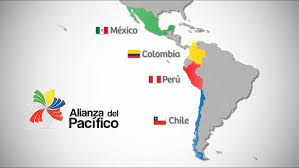 México
Colombia
Perú
Alianza del
Pacífico
Chile